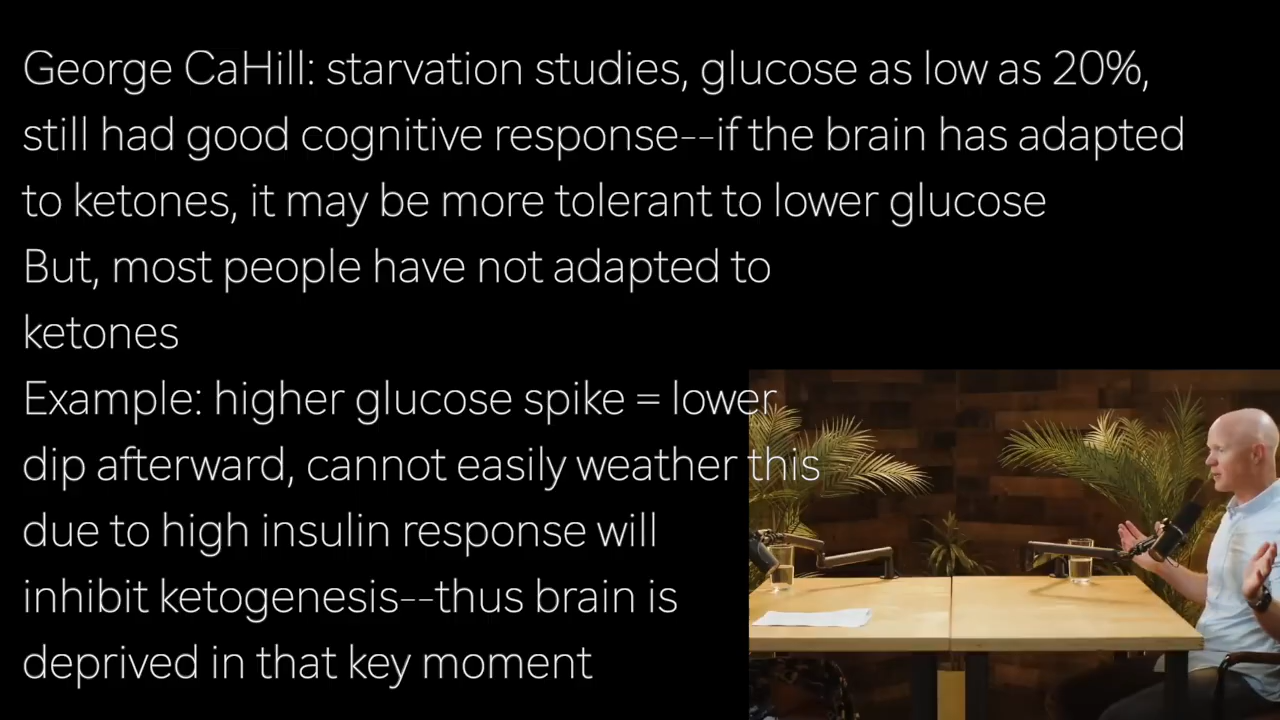 George CaHill: starvation studies, glucose as low as 20%,
still had good cognitive response--if the brain has adapted
to ketones, it may be more tolerant to lower glucose
But, most people have not adapted to
ketones
Example: higher glucose spike = lower
dip afterward, cannot easily weather this
due to high insulin response will
inhibit ketogenesis--thus brain is
deprived in that key moment